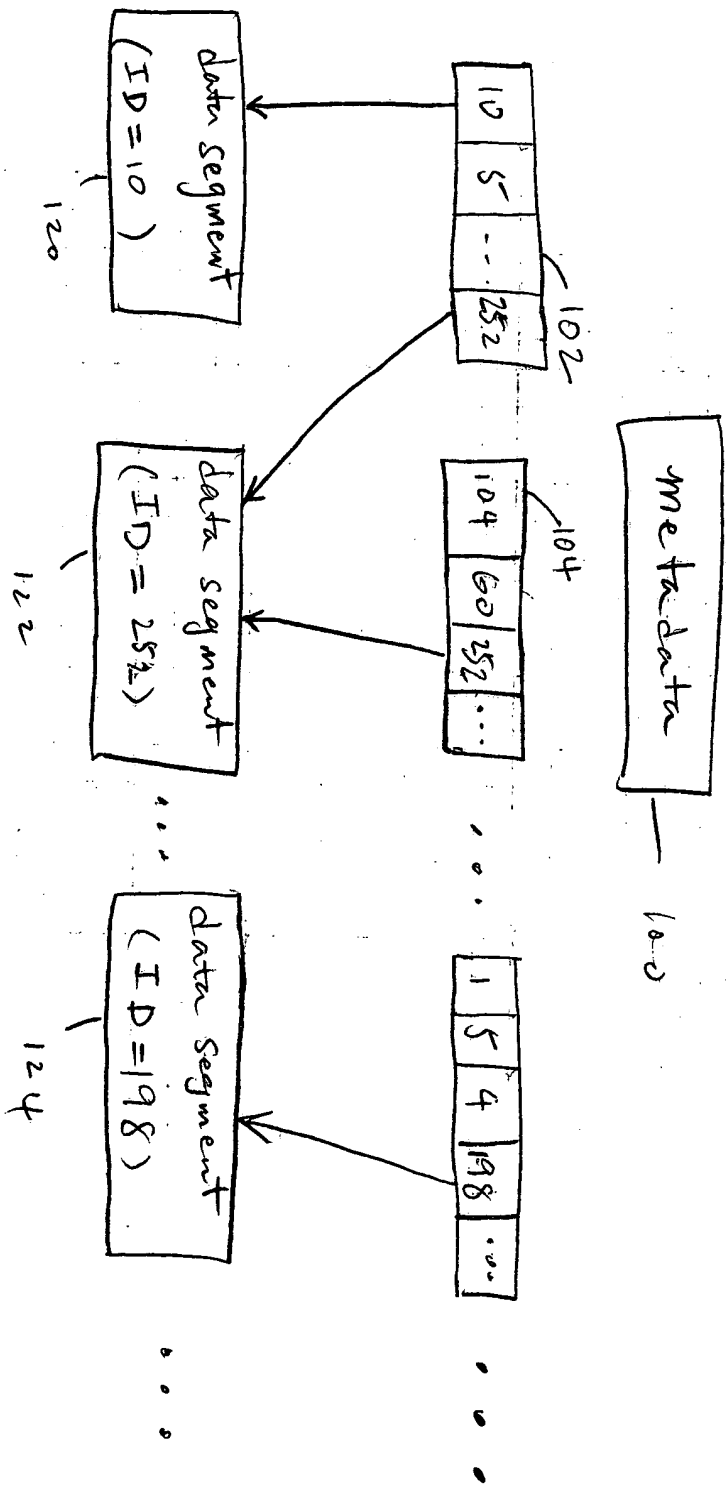 metadata
100
102
10 5 ... 252
104
104 60 252 ...
...
1 5 4 198 ...
...
data segment
(ID = 10)
120
data segment
(ID = 252)
122
...
data segment
(ID = 198)
124
...